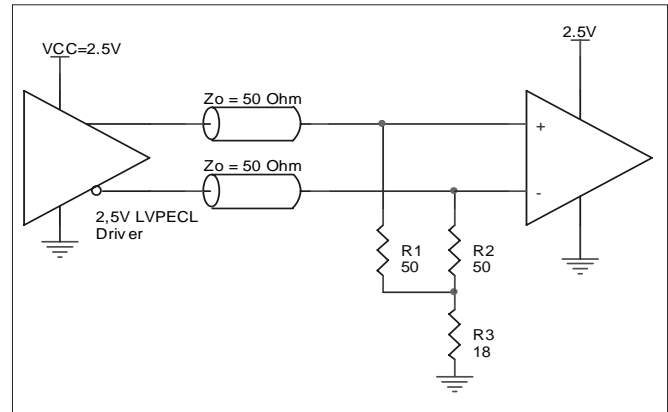 VCC=2.5V
2.5V
Zo = 50 Ohm
+
Zo = 50 Ohm
-
2,5V LVPECL
Driver
R1
50
R2
50
R3
18